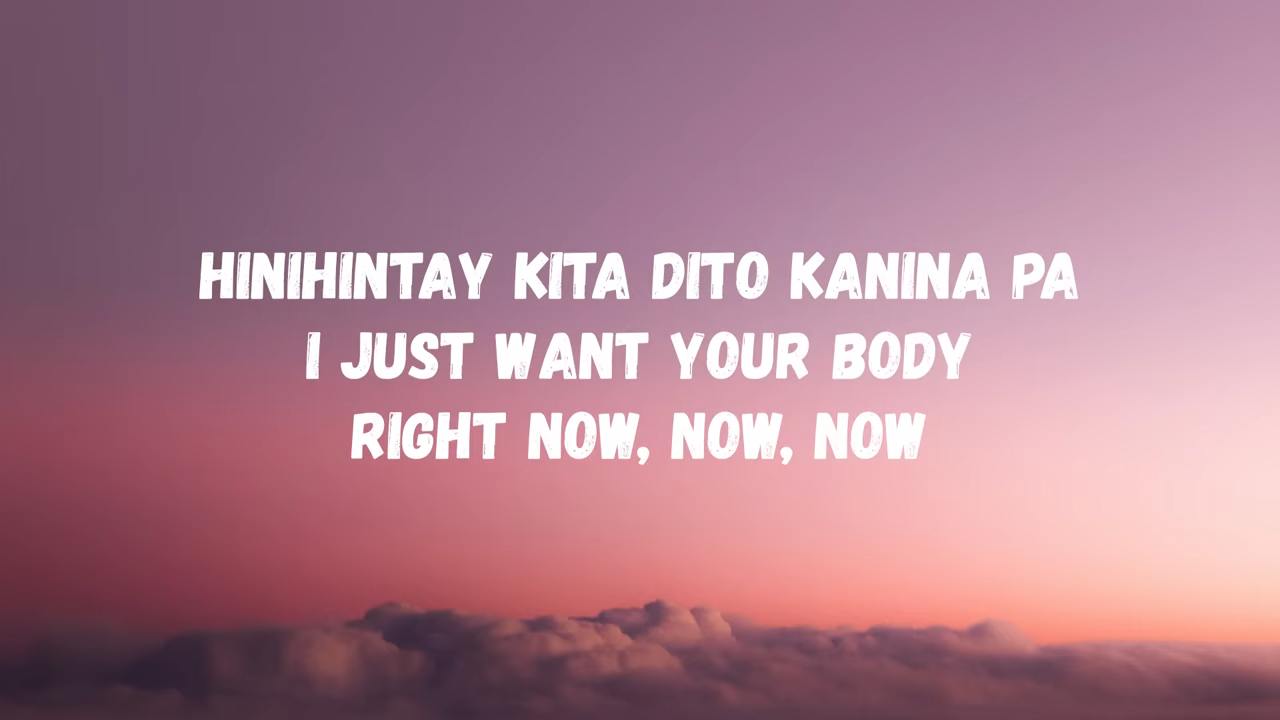 HINIHINTAY KITA DITO KANINA PA
I JUST WANT YOUR BODY
RIGHT NOW, NOW, NOW